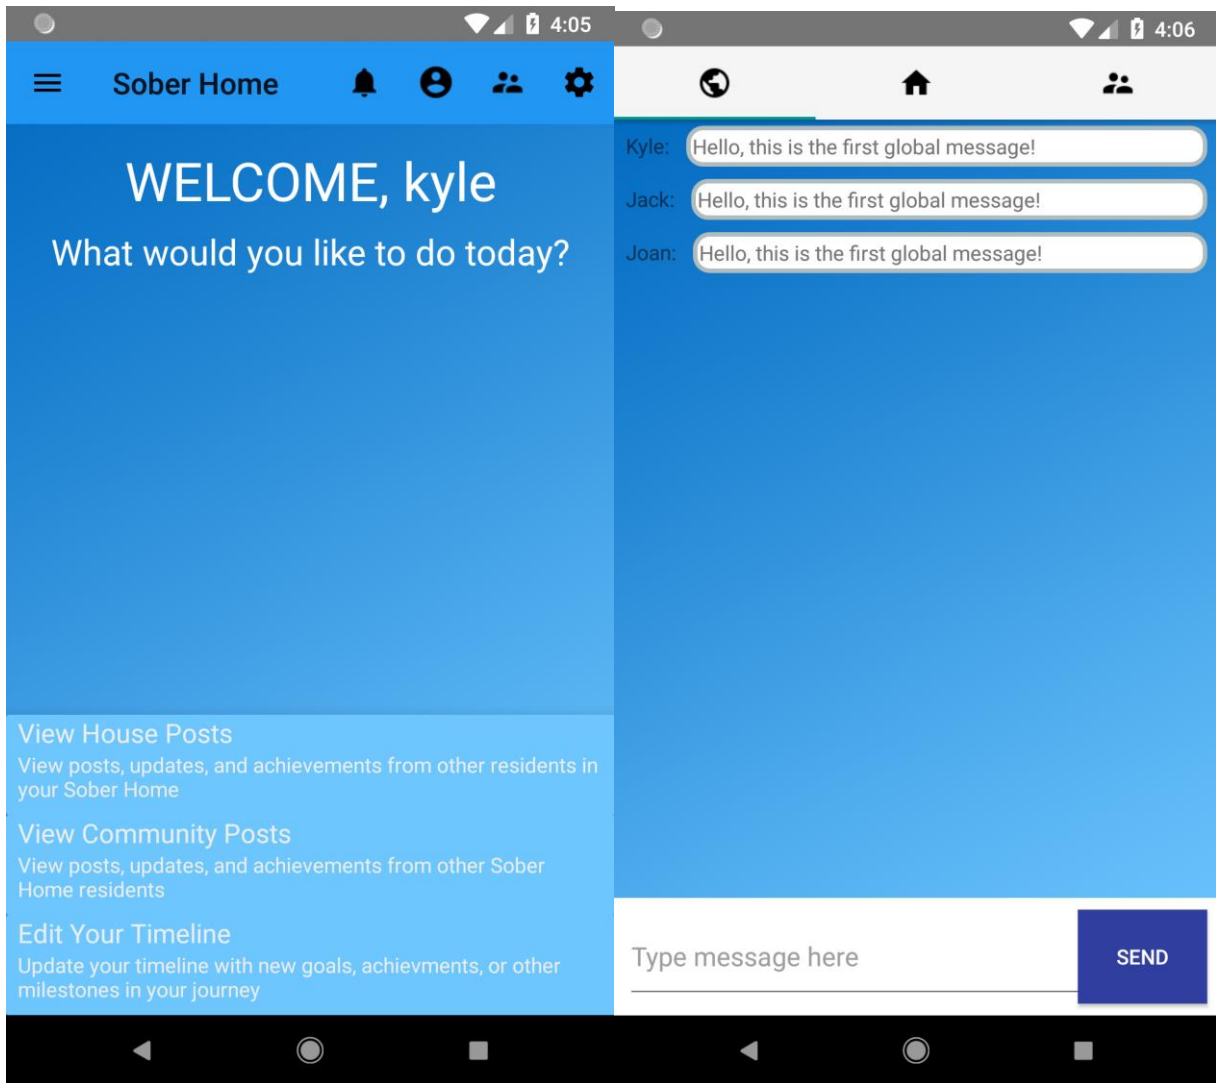 4:05
Sober Home
WELCOME, kyle
What would you like to do today?
View House Posts
View posts, updates, and achievements from other residents in
your Sober Home
View Community Posts
View posts, updates, and achievements from other Sober
Home residents
Edit Your Timeline
Update your timeline with new goals, achievments, or other
milestones in your journey
4:06
Kyle: Hello, this is the first global message!
Jack: Hello, this is the first global message!
Joan: Hello, this is the first global message!
Type message here
SEND